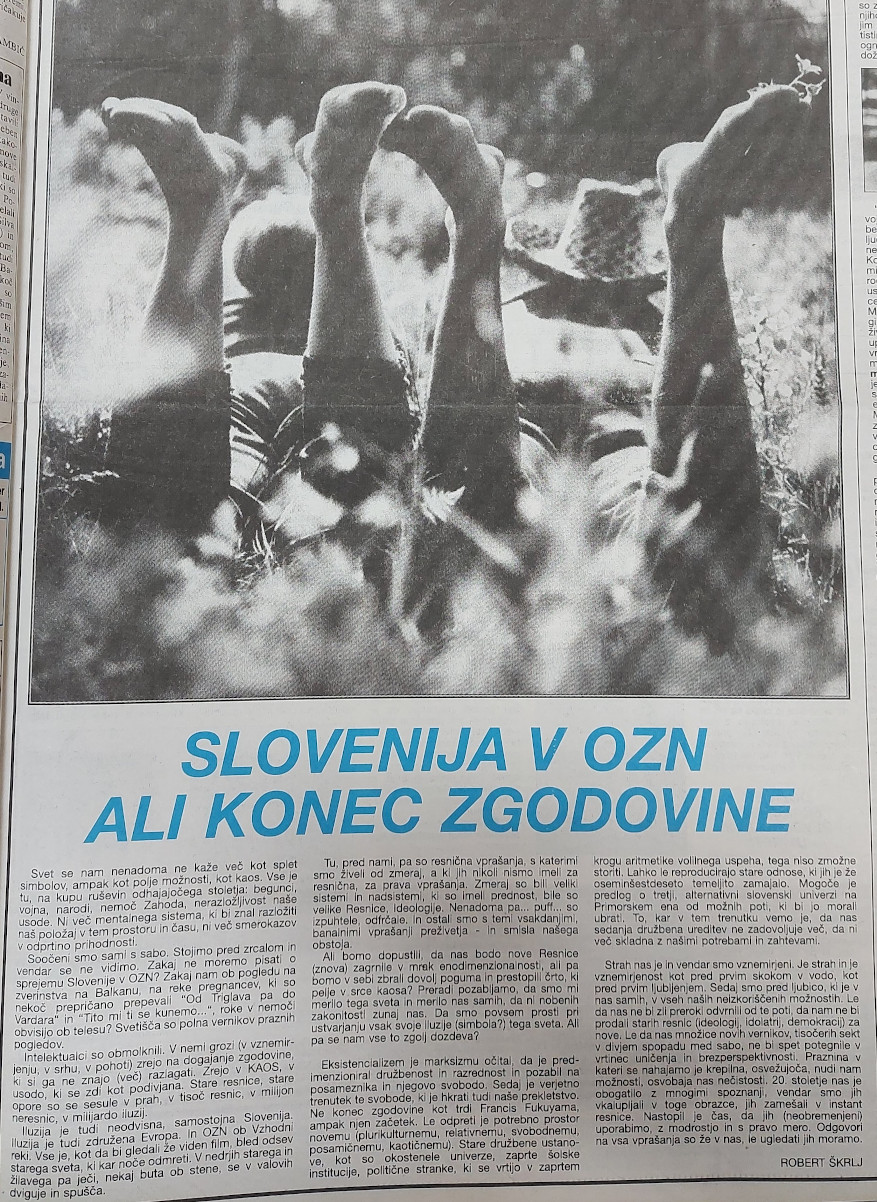 SLOVENIJA V OZN
ALI KONEC ZGODOVINE
Svet se nam nenadoma ne kaže več kot splet
simbolov, ampak kot polje možnosti, kot kaos. Vse je
tu, na kupu ruševin odhajajočega stoletja: begunci,
vojna, narodi, nemoč Zahoda, nerazložljivost naše
usode. Ni več mentalnega sistema, ki bi znal razložiti
naš položaj v tem prostoru in času, ni več smerokazov
v odprtino prihodnosti.
Soočeni smo sami s sabo. Stojimo pred zrcalom in
vendar se ne vidimo. Zakaj ne moremo pisati o
sprejemu Slovenije v OZN? Zakaj nam ob pogledu na
zverinstva na Balkanu, na reke pregnancev, ki so
nekoč prepričano prepevali "Od Triglava pa do
Vardara" in "Tito mi ti se kunemo...", roke v nemoči
obvisijo ob telesu? Svetišča so polna vernikov praznih
pogledov.
Intelektualci so obmolknili. V nemi grozi (v vznemir-
jenju, v srhu, v pohoti) zrejo na dogajanje zgodovine,
ki si ga ne znajo (več) razlagati. Zrejo v KAOS, v
usodo, ki se zdi kot podivjana. Stare resnice, stare
opore so se sesule v prah, v tisoč resnic, v milijon
neresnic, v milijardo iluzij.
Iluzija je tudi neodvisna, samostojna Slovenija.
Iluzija je tudi združena Evropa. In OZN ob Vzhodni
reki. Vse je, kot da bi gledali že viden film, bled odsev
starega sveta, ki kar noče odmreti. V nedrjih starega in
žilavega pa ječi, nekaj buta ob stene, se v valovih
dviguje in spušča.
Tu, pred nami, pa so resnična vprašanja, s katerimi
smo živeli od zmeraj, a ki jih nikoli nismo imeli za
resnična, za prava vprašanja. Zmeraj so bili veliki
sistemi in nadsistemi, ki so imeli prednost, bile so
velike Resnice, Ideologije. Nenadoma pa... puff... so
izpuhtele, odfrčale, in ostali smo s temi vsakdanjimi,
banalnimi vprašanji preživetja - in smisla našega
obstoja.
Ali bomo dopustili, da nas bodo nove Resnice
(znova) zagrnile v mrek enodimenzionalnosti, ali pa
bomo v sebi zbrali dovolj poguma in prestopili črto, ki
pelje v srce kaosa? Preradi pozabljamo, da smo mi
merilo tega sveta in merilo nas samih, da ni nobenih
zakonitosti zunaj nas. Da smo povsem prosti pri
ustvarjanju vsak svoje iluzije (simbola?) tega sveta. Ali
pa se nam vse to zgolj dozdeva?
Eksistencializem je marksizmu očital, da je pred-
imenzioniral družbenost in razrednost in pozabil na
posameznika in njegovo svobodo. Sedaj je verjetno
trenutek te svobode, ki je hkrati tudi naše prekletstvo.
Ne konec zgodovine kot trdi Francis Fukuyama,
ampak njen začetek. Le odpreti je potrebno prostor
novemu (plurikulturnemu, relativnemu, svobodnemu,
posamičnemu, kaotičnemu). Stare družbene ustano-
ve, kot so okostenele univerze, zaprte šolske
institucije, politične stranke, ki se vrtijo v zaprtem
krogu aritmetike volilnega uspeha, tega niso zmožne
storiti. Lahko le reproducirajo stare odnose, ki jih je že
oseminšestdeseto temeljito zamajalo. Mogoče je
predlog o tretji, alternativni slovenski univerzi na
Primorskem ena od možnih poti, ki bi jo morali
ubrati. To, kar v tem trenutku vemo je, da nas
sedanja družbena ureditev ne zadovoljuje več, da ni
več skladna z našimi potrebami in zahtevami.
Strah nas je in vendar smo vznemirjeni. Je strah in je
vznemirjenost kot pred prvim skokom v vodo, kot
pred prvim ljubljenjem. Sedaj smo pred ljubico, ki je v
nas samih, v vseh naših neizkoriščenih možnostih. Le
da nas ne bi zli preroki odvrnili od te poti, da nam ne bi
prodali starih resnic (ideologij, idolatrij, demokracij) za
nove. Le da nas množice novih vernikov, tisočerih sekt
v divjem spopadu med sabo, ne bi spet potegnile v
vrtinec uničenja in brezperspektivnosti. Praznina v
kateri se nahajamo je krepilna, osvežujoča, nudi nam
možnosti, osvobaja nas nečistosti. 20. stoletje nas je
obogatilo z mnogimi spoznanji, vendar smo jih
vkalupljali v toge obrazce, jih zamešali v instant
resnice. Nastopil je čas, da jih (neobremenjeni)
uporabimo, z modrostjo in s pravo mero. Odgovori
na vsa vprašanja so že v nas, le ugledati jih moramo.
ROBERT ŠKRLJ